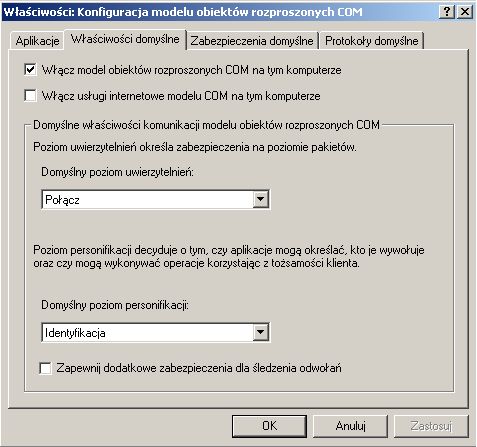 Właściwości: Konfiguracja modelu obiektów rozproszonych COM
Aplikacje Właściwości domyślne Zabezpieczenia domyślne Protokoły domyślne
Włącz model obiektów rozproszonych COM na tym komputerze
Włącz usługi internetowe modelu COM na tym komputerze
Domyślne właściwości komunikacji modelu obiektów rozproszonych COM
Poziom uwierzytelnień określa zabezpieczenia na poziomie pakietów.
Domyślny poziom uwierzytelnień:
Połącz
Poziom personifikacji decyduje o tym, czy aplikacje mogą określać, kto je wywołuje
oraz czy mogą wykonywać operacje korzystając z tożsamości klienta.
Domyślny poziom personifikacji:
Identyfikacja
Zapewnij dodatkowe zabezpieczenia dla śledzenia odwołań
OK Anuluj Zastosuj